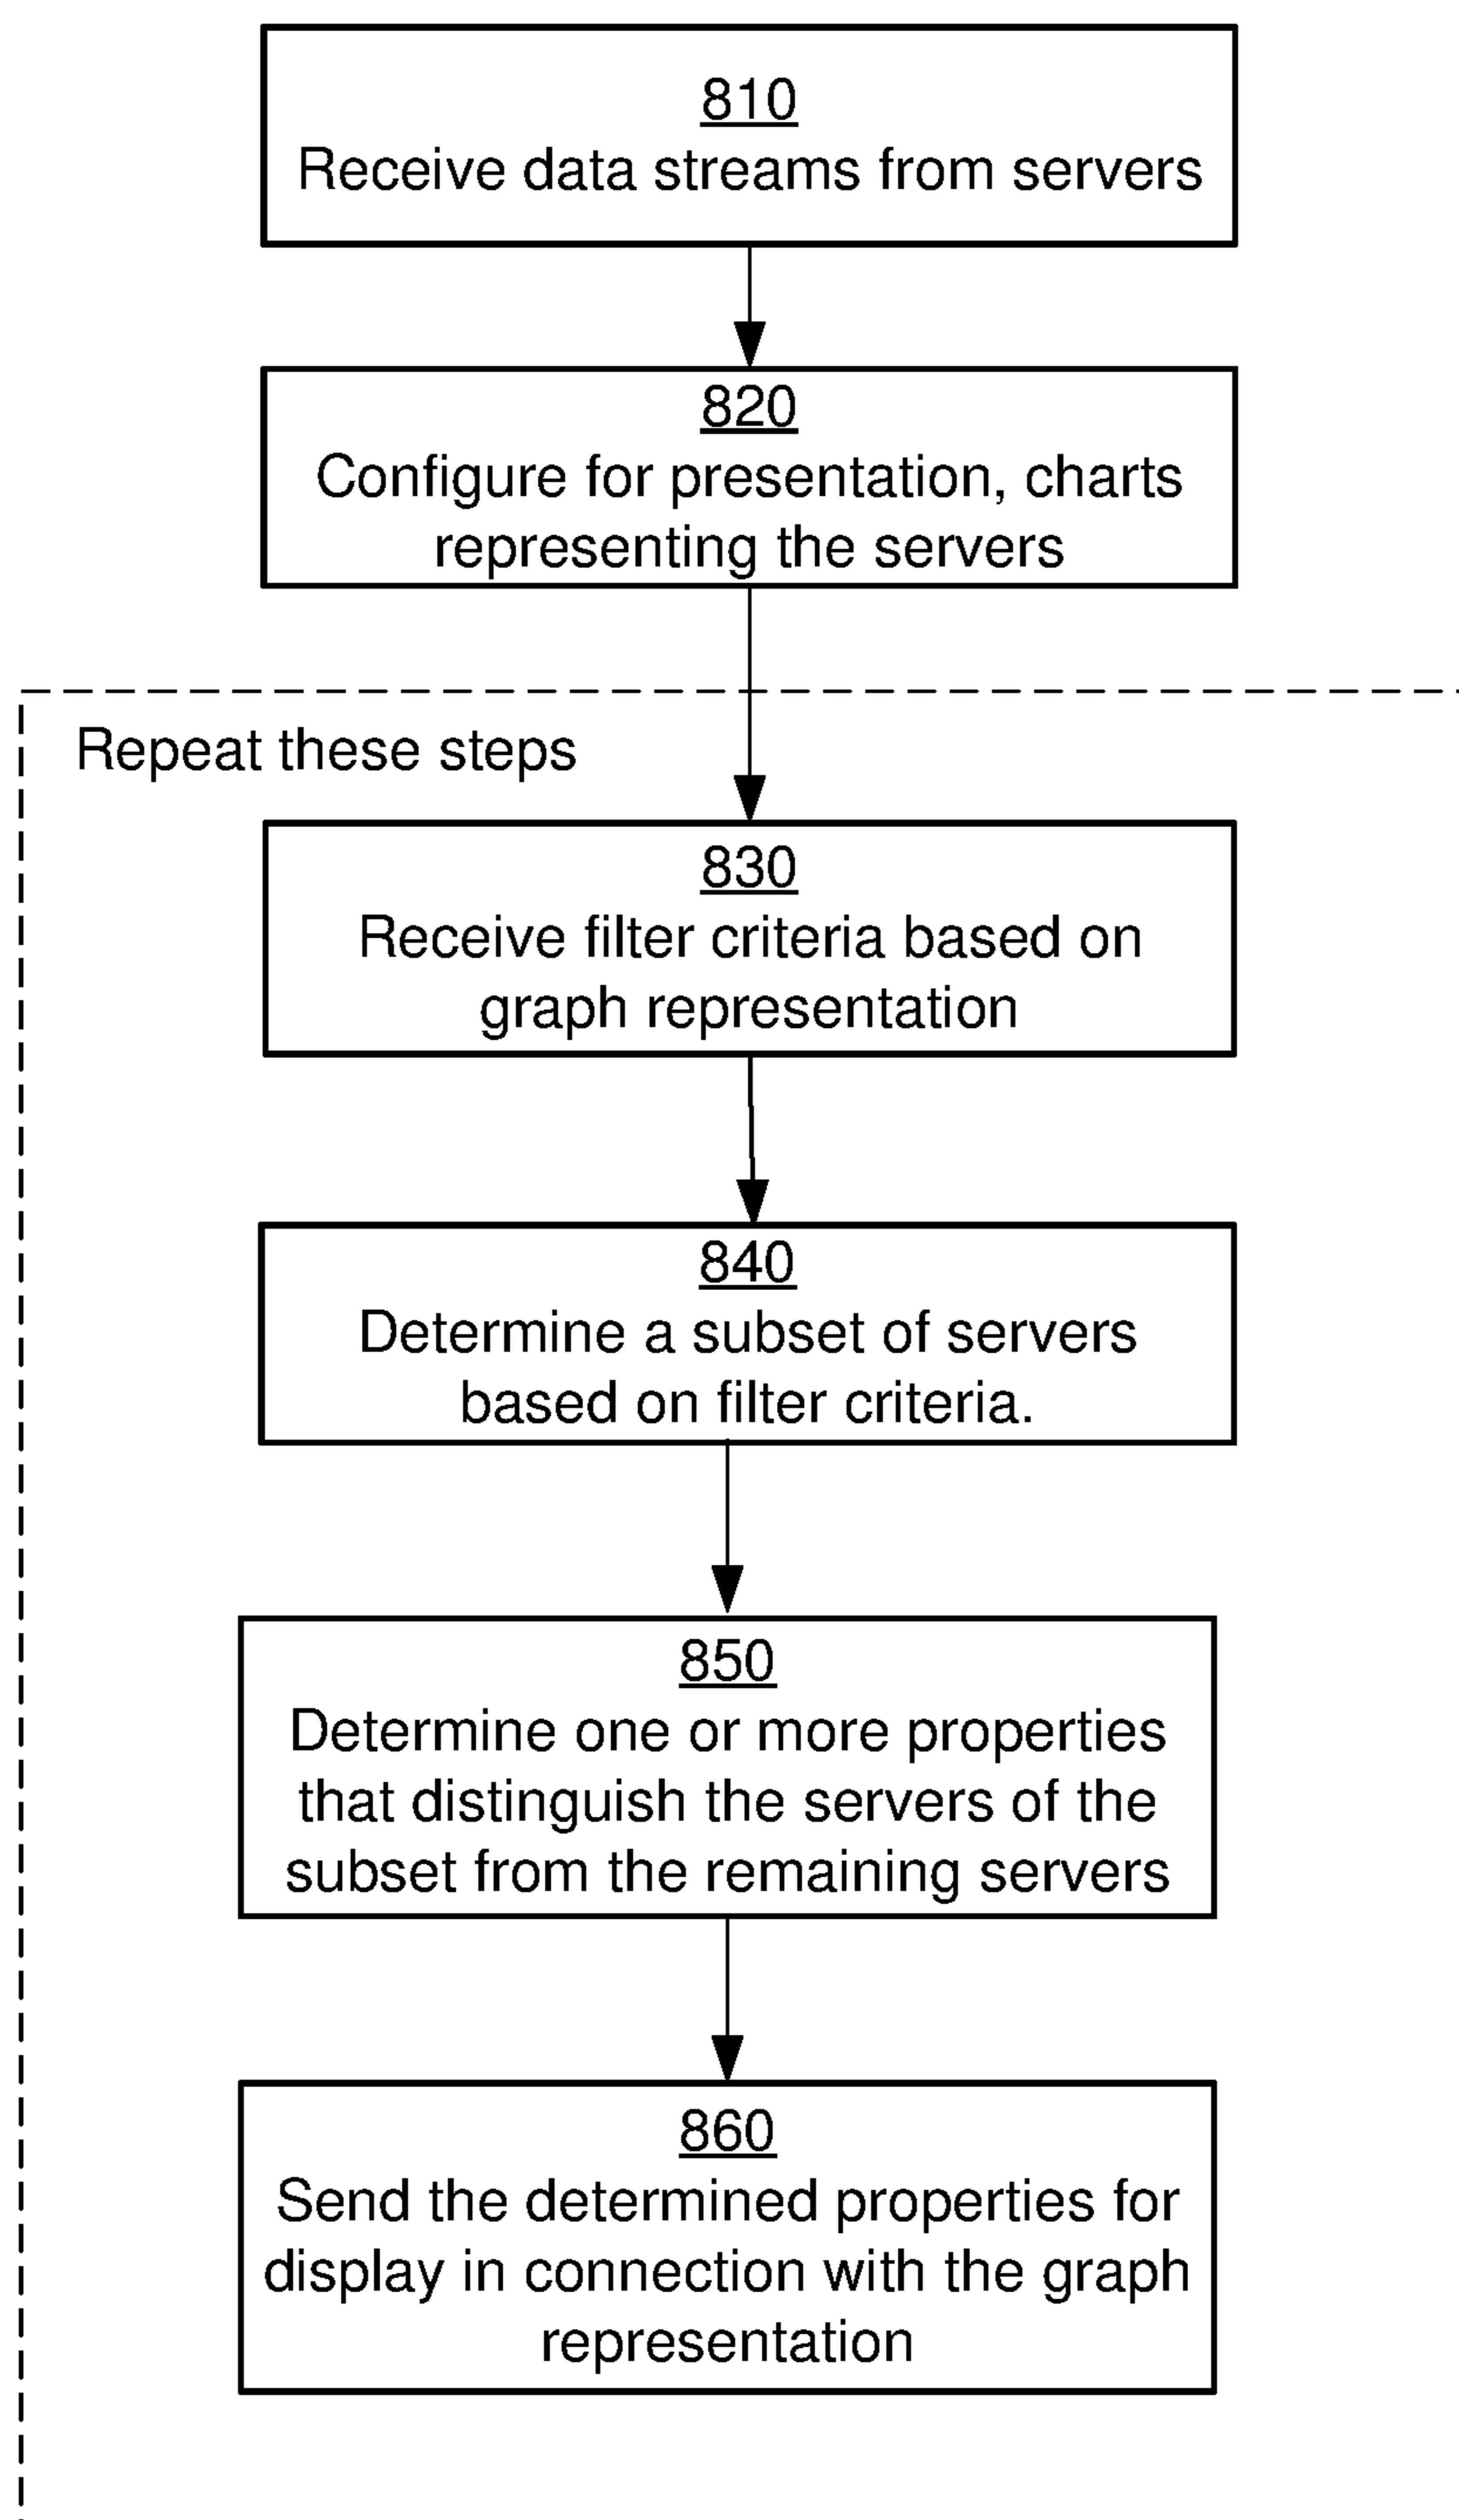 810
Receive data streams from servers
820
Configure for presentation, charts
representing the servers
Repeat these steps
830
Receive filter criteria based on
graph representation
840
Determine a subset of servers
based on filter criteria.
850
Determine one or more properties
that distinguish the servers of the
subset from the remaining servers
860
Send the determined properties for
display in connection with the graph
representation